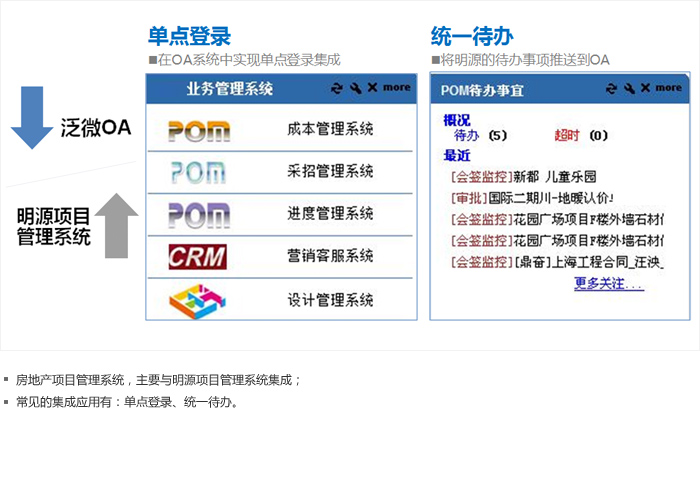 单点登录
■在OA系统中实现单点登录集成
统一待办
■将明源的待办事项推送到OA
泛微OA
明源项目
管理系统
业务管理系统 more
POM 成本管理系统
POM 采招管理系统
POM 进度管理系统
CRM 营销客服系统
设计管理系统
POM待办事宜 more
概况
待办 (5) 超时 (0)
最近
[会签监控]新都 儿童乐园
[审批]国际二期川-地暖认价!
[会签监控]花园广场项目F楼外墙石材
[会签监控]花园广场项目F楼外墙石材
[会签监控][鼎奋]上海工程合同_汪泱_
更多关注...
▪ 房地产项目管理系统，主要与明源项目管理系统集成；
▪ 常见的集成应用有：单点登录、统一待办。